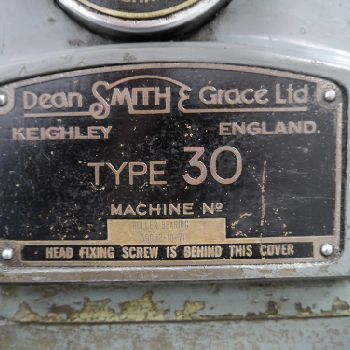 Dean SMITH & Grace Ltd
KEIGHLEY ENGLAND.
TYPE 30
MACHINE Nº
ROLLER BEARING
HEAD FIXING SCREW IS BEHIND THIS COVER